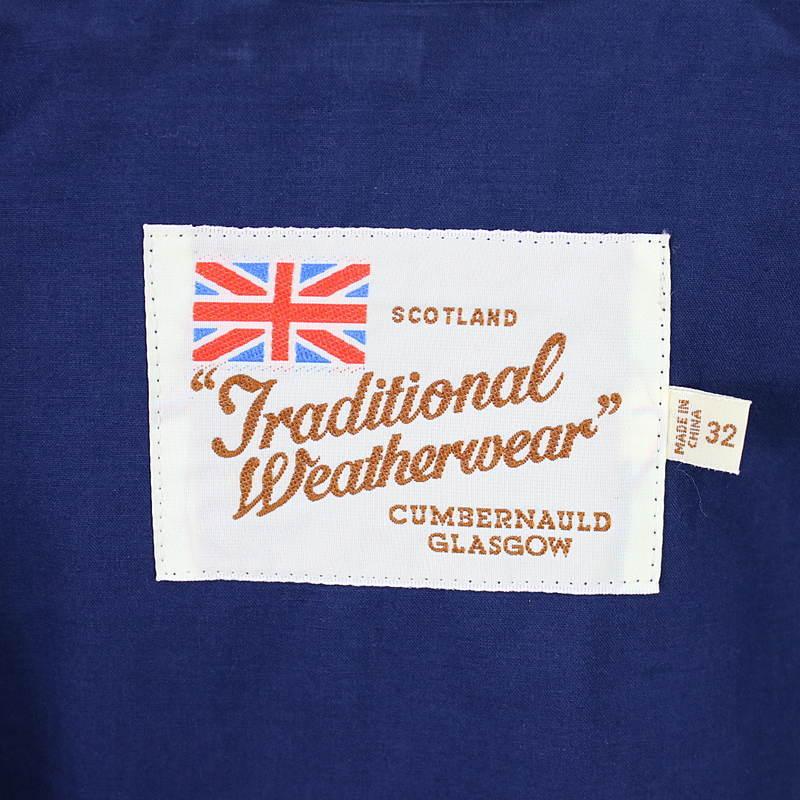 SCOTLAND
"Traditional
Weatherwear"
CUMBERNAULD
GLASGOW
MADE IN
CHINA
32